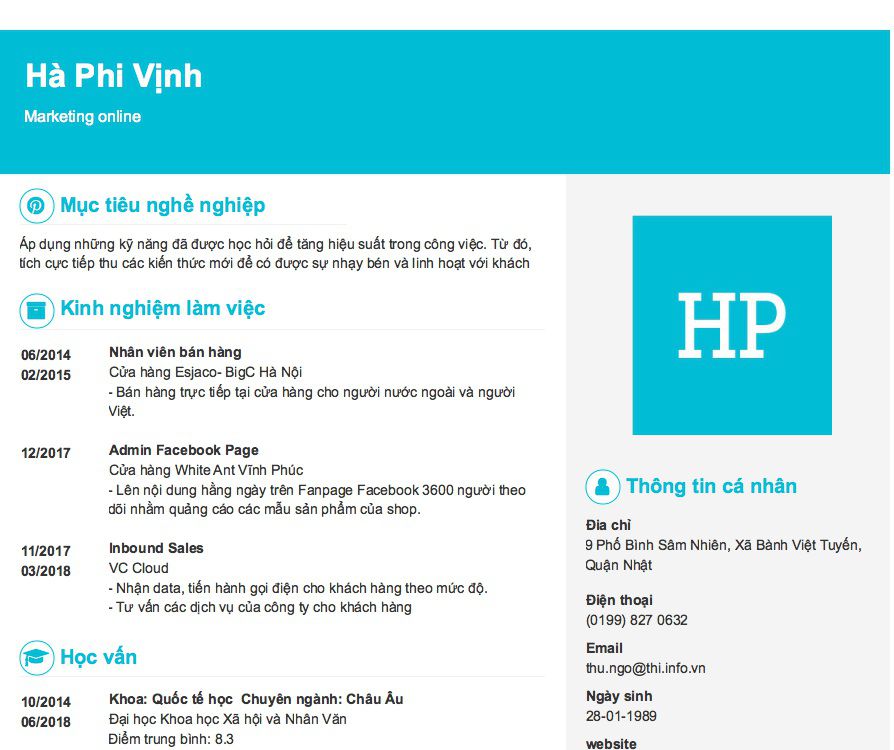 Hà Phi Vịnh
Marketing online
Mục tiêu nghề nghiệp
Áp dụng những kỹ năng đã được học hỏi để tăng hiệu suất trong công việc. Từ đó,
tích cực tiếp thu các kiến thức mới để có được sự nhạy bén và linh hoạt với khách
Kinh nghiệm làm việc
06/2014
02/2015
Nhân viên bán hàng
Cửa hàng Esjaco- BigC Hà Nội
- Bán hàng trực tiếp tại cửa hàng cho người nước ngoài và người
Việt.
12/2017
Admin Facebook Page
Cửa hàng White Ant Vĩnh Phúc
- Lên nội dung hằng ngày trên Fanpage Facebook 3600 người theo
dõi nhằm quảng cáo các mẫu sản phẩm của shop.
11/2017
03/2018
Inbound Sales
VC Cloud
- Nhận data, tiến hành gọi điện cho khách hàng theo mức độ.
- Tư vấn các dịch vụ của công ty cho khách hàng
Học vấn
10/2014
06/2018
Khoa: Quốc tế học  Chuyên ngành: Châu Âu
Đại học Khoa học Xã hội và Nhân Văn
Điểm trung bình: 8.3
HP
Thông tin cá nhân
Địa chỉ
9 Phố Bình Sâm Nhiên, Xã Bành Việt Tuyến,
Quận Nhật
Điện thoại
(0199) 827 0632
Email
thu.ngo@thi.info.vn
Ngày sinh
28-01-1989
website